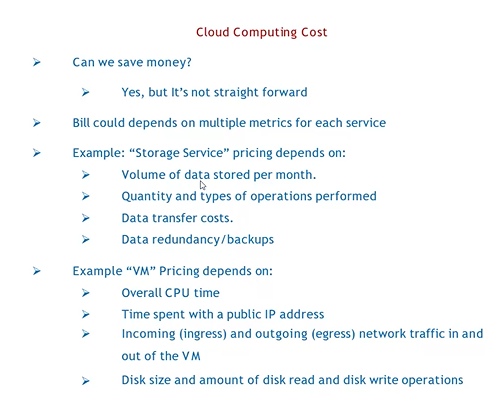 Cloud Computing Cost
Can we save money?
Yes, but It's not straight forward
Bill could depends on multiple metrics for each service
Example: “Storage Service” pricing depends on:
Volume of data stored per month.
Quantity and types of operations performed
Data transfer costs.
Data redundancy/backups
Example “VM” Pricing depends on:
Overall CPU time
Time spent with a public IP address
Incoming (ingress) and outgoing (egress) network traffic in and
out of the VM
Disk size and amount of disk read and disk write operations